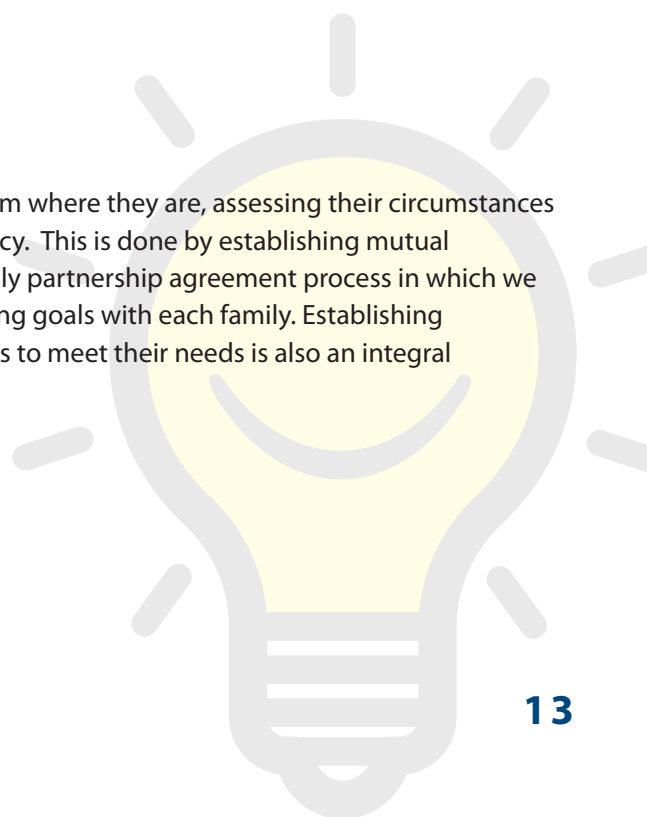 m where they are, assessing their circumstances
cy. This is done by establishing mutual
ly partnership agreement process in which we
ng goals with each family. Establishing
s to meet their needs is also an integral
13